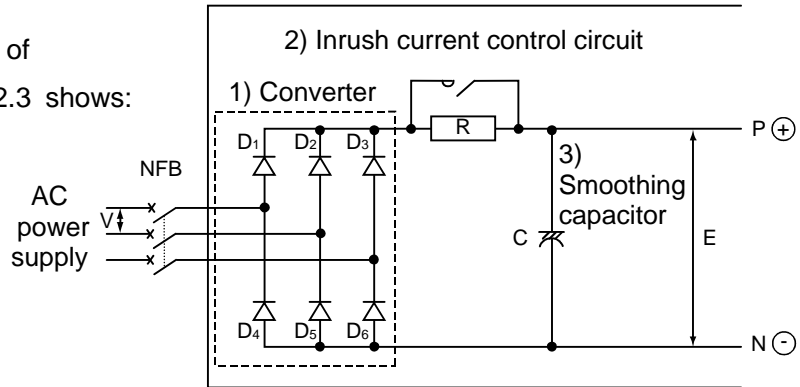 of
2.3 shows:
2) Inrush current control circuit
1) Converter
R
P +
D1 D2 D3
NFB
3)
Smoothing
capacitor
AC
power
supply
V
C
E
D4 D5 D6
N -